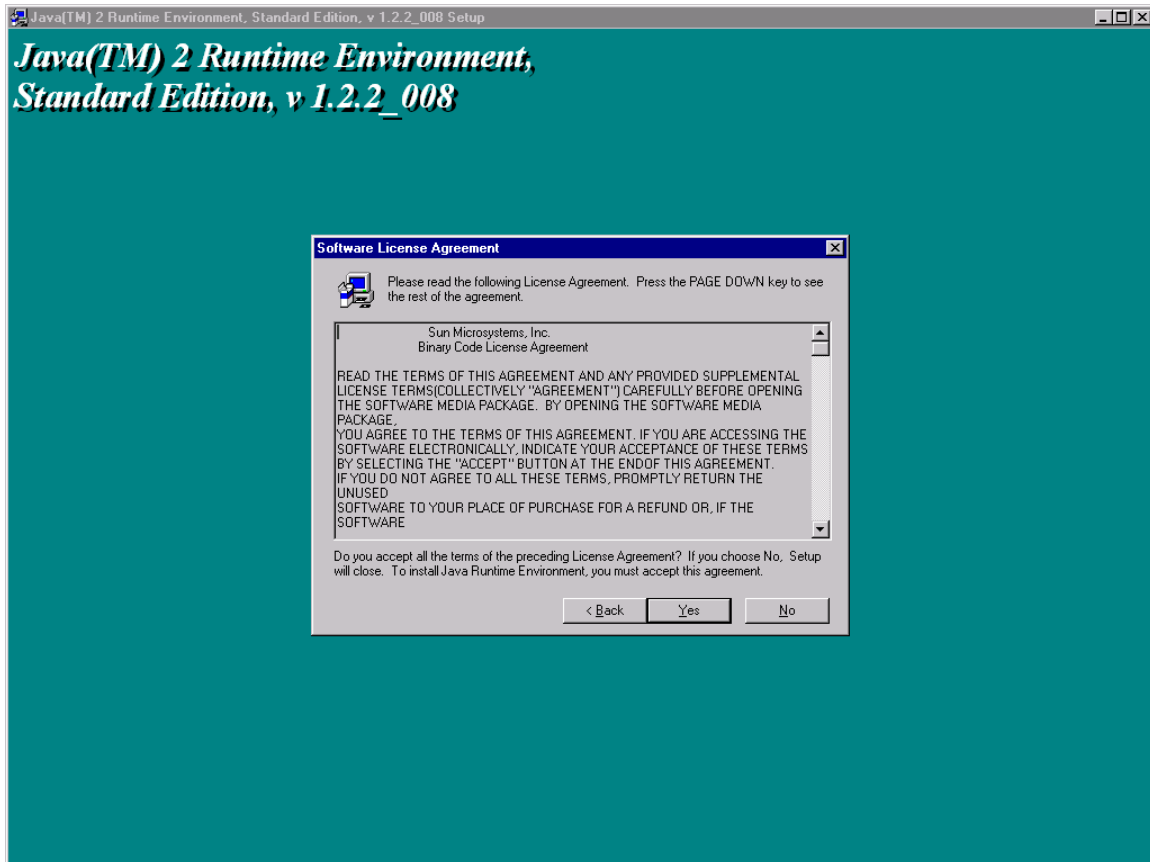 Java(TM) 2 Runtime Environment, Standard Edition, v 1.2.2_008 Setup
Java(TM) 2 Runtime Environment,
Standard Edition, v 1.2.2_008
Software License Agreement
Please read the following License Agreement. Press the PAGE DOWN key to see
the rest of the agreement.
Sun Microsystems, Inc.
Binary Code License Agreement
READ THE TERMS OF THIS AGREEMENT AND ANY PROVIDED SUPPLEMENTAL
LICENSE TERMS(COLLECTIVELY "AGREEMENT") CAREFULLY BEFORE OPENING
THE SOFTWARE MEDIA PACKAGE. BY OPENING THE SOFTWARE MEDIA
PACKAGE,
YOU AGREE TO THE TERMS OF THIS AGREEMENT. IF YOU ARE ACCESSING THE
SOFTWARE ELECTRONICALLY, INDICATE YOUR ACCEPTANCE OF THESE TERMS
BY SELECTING THE "ACCEPT" BUTTON AT THE ENDOF THIS AGREEMENT.
IF YOU DO NOT AGREE TO ALL THESE TERMS, PROMPTLY RETURN THE
UNUSED
SOFTWARE TO YOUR PLACE OF PURCHASE FOR A REFUND OR, IF THE
SOFTWARE
Do you accept all the terms of the preceding License Agreement? If you choose No, Setup
will close. To install Java Runtime Environment, you must accept this agreement.
< Back
Yes
No